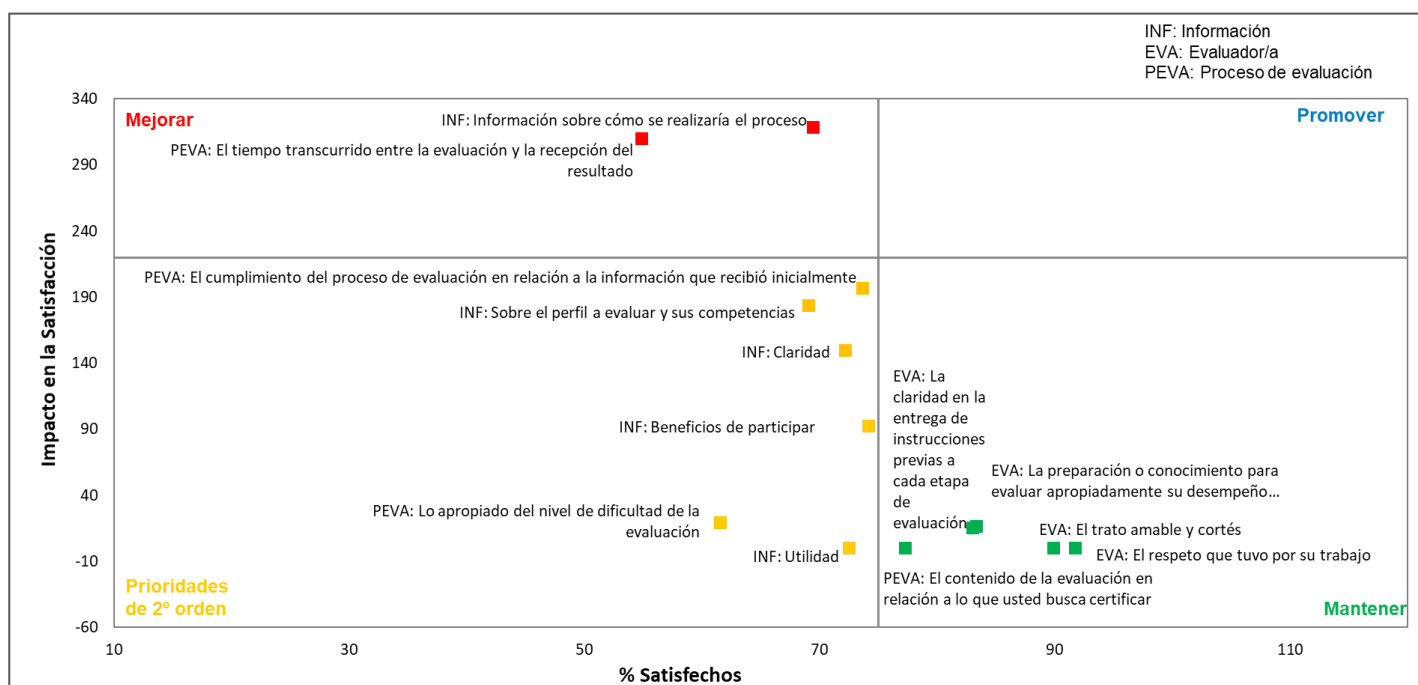 INF: Información
EVA: Evaluador/a
PEVA: Proceso de evaluación
340
290
240
190
140
90
40
-10
-60
Impacto en la Satisfacción
Mejorar
Promover
INF: Información sobre cómo se realizaría el proceso
PEVA: El tiempo transcurrido entre la evaluación y la recepción del
resultado
PEVA: El cumplimiento del proceso de evaluación en relación a la información que recibió inicialmente
INF: Sobre el perfil a evaluar y sus competencias
INF: Claridad
INF: Beneficios de participar
PEVA: Lo apropiado del nivel de dificultad de la
evaluación
INF: Utilidad
EVA: La
claridad en la
entrega de
instrucciones
previas a
cada etapa
de
evaluación
EVA: La preparación o conocimiento para
evaluar apropiadamente su desempeño…
EVA: El trato amable y cortés
EVA: El respeto que tuvo por su trabajo
PEVA: El contenido de la evaluación en
relación a lo que usted busca certificar
Prioridades
de 2º orden
Mantener
10
30
50
70
90
110
% Satisfechos